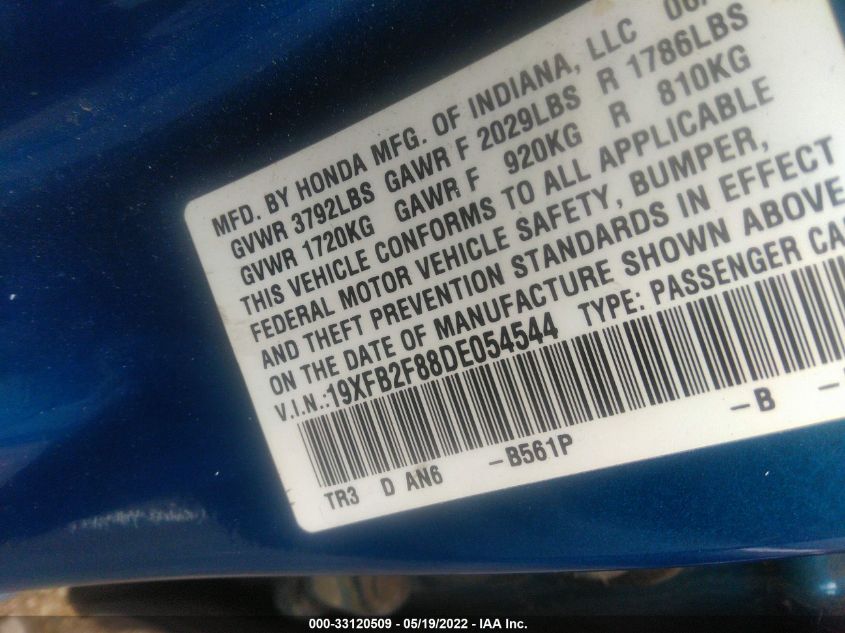 MFD. BY HONDA MFG. OF INDIANA, LLC
GVWR 3792LBS GAWR F 2029LBS R 1786LBS
GVWR 1720KG GAWR F 920KG R 810KG
THIS VEHICLE CONFORMS TO ALL APPLICABLE
FEDERAL MOTOR VEHICLE SAFETY, BUMPER,
AND THEFT PREVENTION STANDARDS IN EFFECT
ON THE DATE OF MANUFACTURE SHOWN ABOVE
V.I.N.:19XFB2F88DE054544 TYPE: PASSENGER CA
TR3 D AN6 -B561P -B -
000-33120509 - 05/19/2022 - IAA Inc.